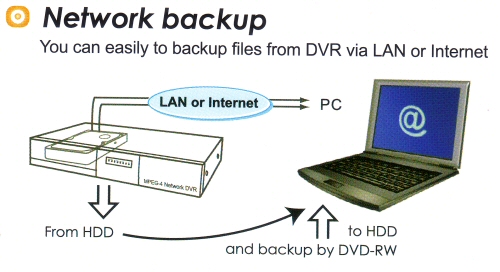 Network backup
You can easily to backup files from DVR via LAN or Internet
LAN or Internet
PC
@
MPEG-4 Network DVR
From HDD
to HDD
and backup by DVD-RW